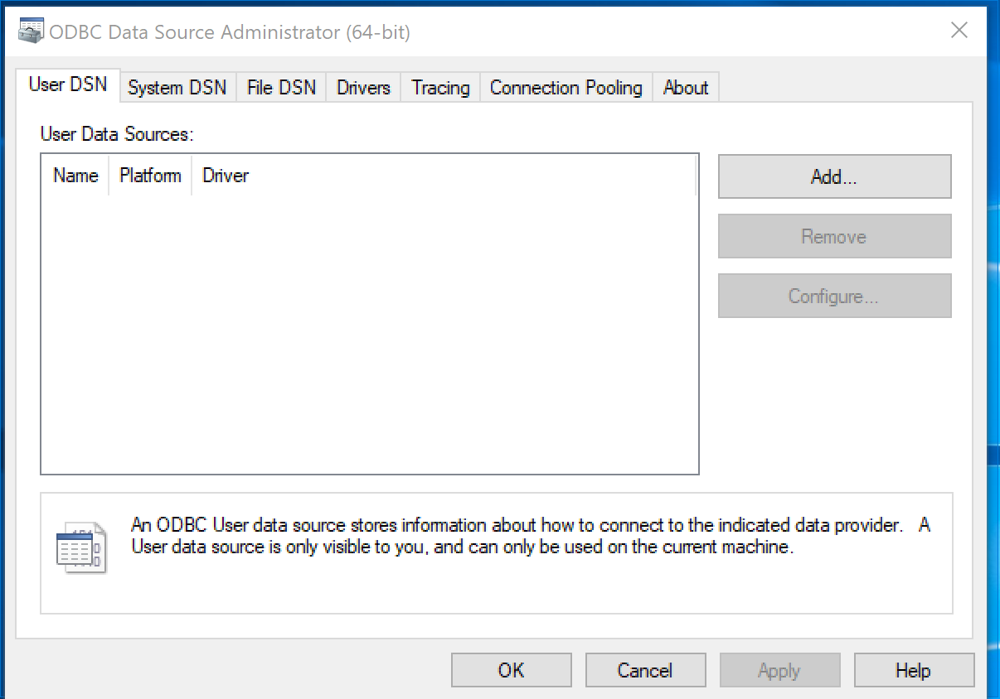 ODBC Data Source Administrator (64-bit)
User DSN System DSN File DSN Drivers Tracing Connection Pooling About
User Data Sources:
Name Platform Driver
Add...
Remove
Configure...
An ODBC User data source stores information about how to connect to the indicated data provider. A
User data source is only visible to you, and can only be used on the current machine.
OK Cancel Apply Help